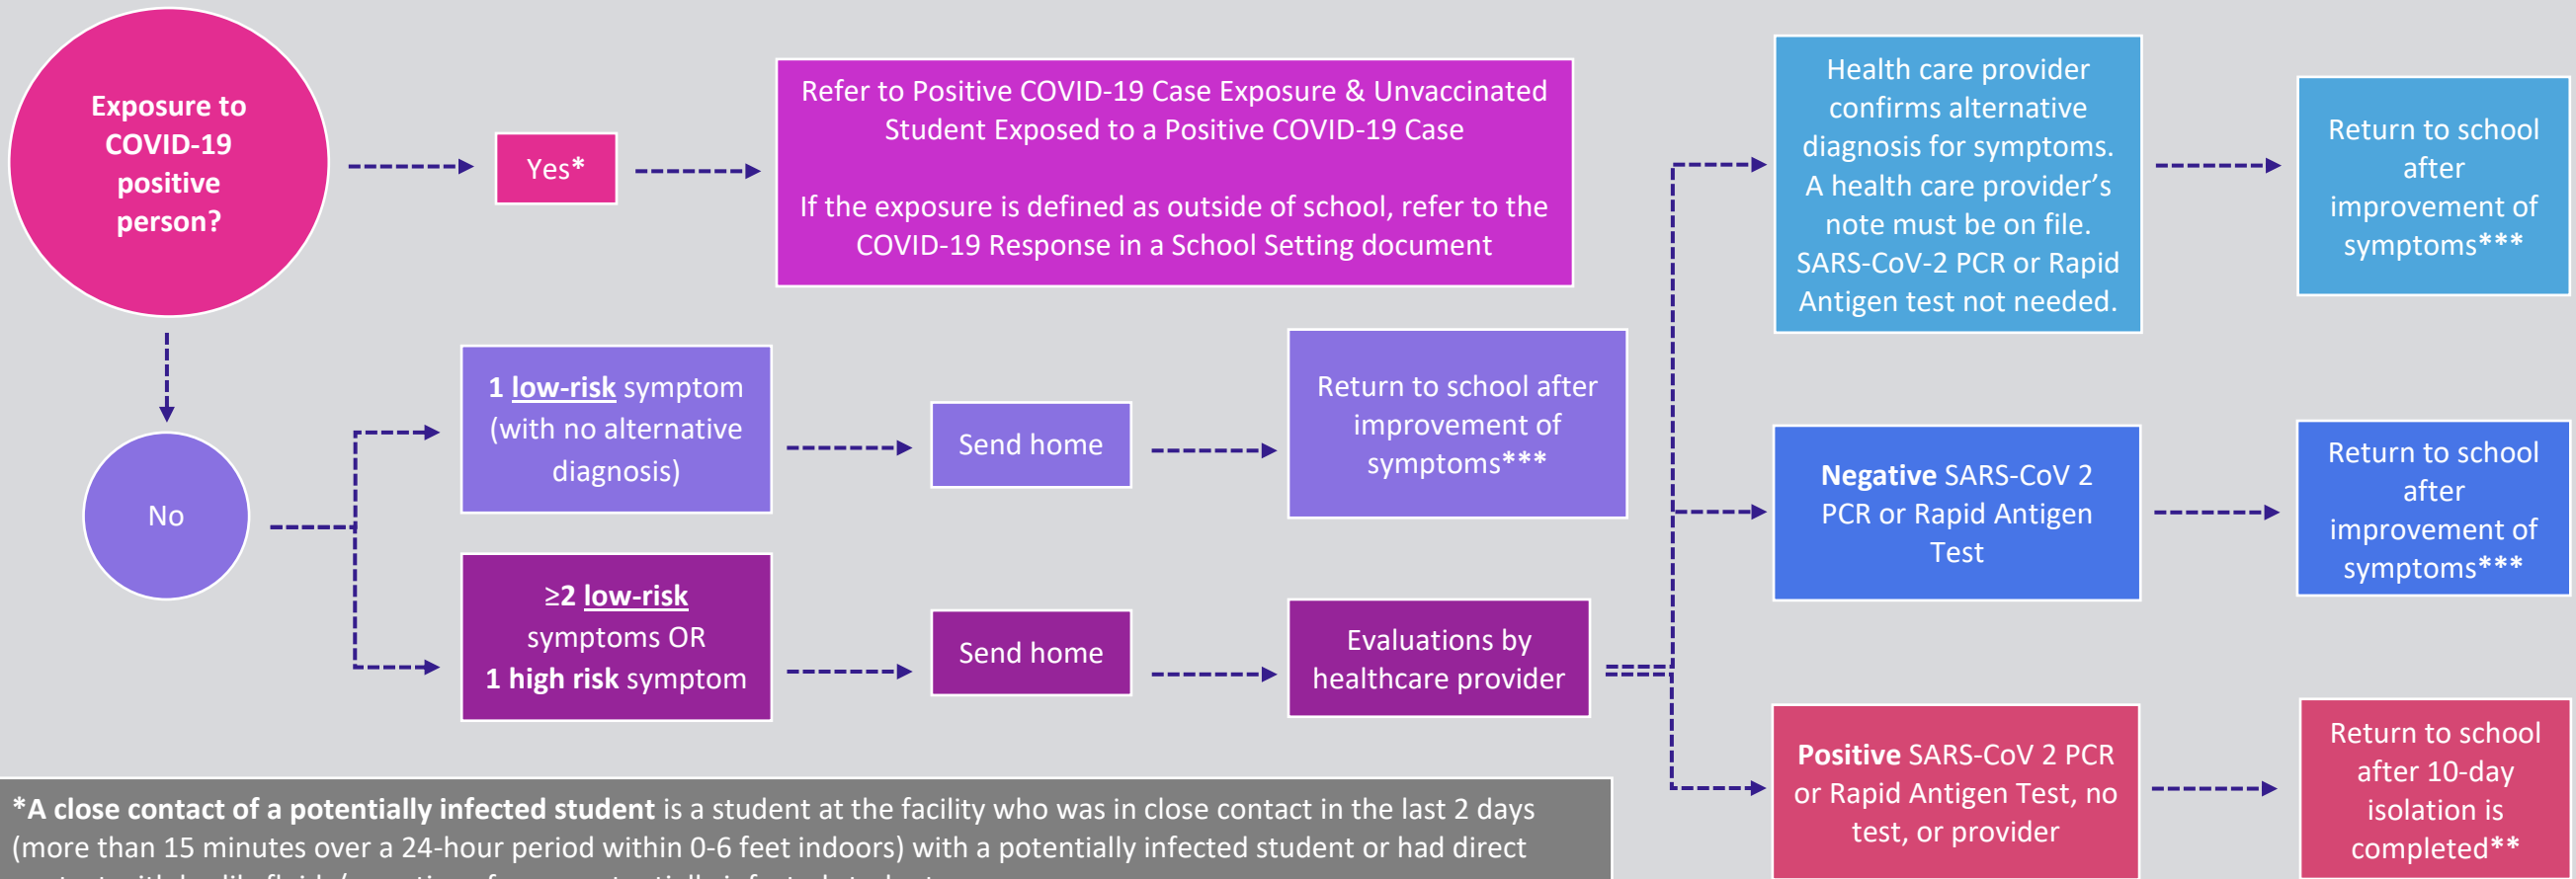 Exposure to
COVID-19
positive
person?
Yes*
Refer to Positive COVID-19 Case Exposure & Unvaccinated
Student Exposed to a Positive COVID-19 Case
If the exposure is defined as outside of school, refer to the
COVID-19 Response in a School Setting document
No
1 low-risk symptom
(with no alternative
diagnosis)
Send home
Return to school after
improvement of
symptoms***
≥2 low-risk
symptoms OR
1 high risk symptom
Send home
Evaluations by
healthcare provider
Health care provider
confirms alternative
diagnosis for symptoms.
A health care provider’s
note must be on file.
SARS-CoV-2 PCR or Rapid
Antigen test not needed.
Return to school
after
improvement of
symptoms***
Negative SARS-CoV 2
PCR or Rapid Antigen
Test
Return to school
after
improvement of
symptoms***
Positive SARS-CoV 2 PCR
or Rapid Antigen Test, no
test, or provider
Return to school
after 10-day
isolation is
completed**
*A close contact of a potentially infected student is a student at the facility who was in close contact in the last 2 days
(more than 15 minutes over a 24-hour period within 0-6 feet indoors) with a potentially infected student or had direct